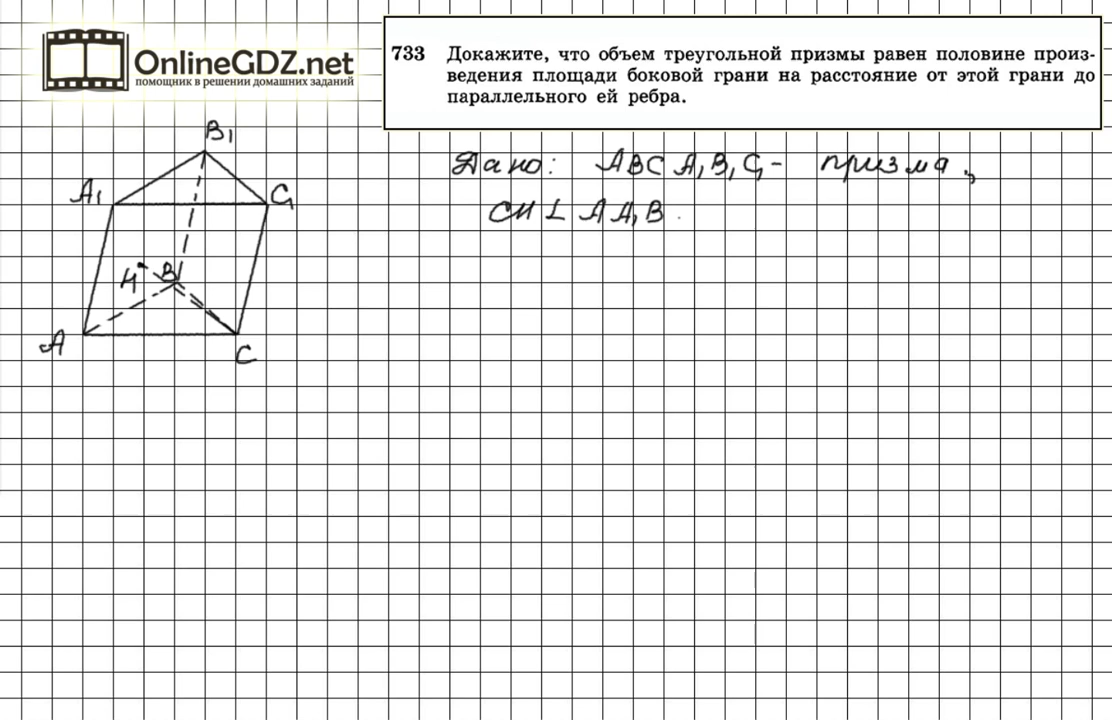 OnlineGDZ.net
помощник в решении домашних заданий
733 Докажите, что объем треугольной призмы равен половине произ-
ведения площади боковой грани на расстояние от этой грани до
параллельного ей ребра.
B₁
A₁
C₁
H
B
A
C
Дано: ABCA₁B₁C₁ - призма,
CH ⊥ AA₁B.